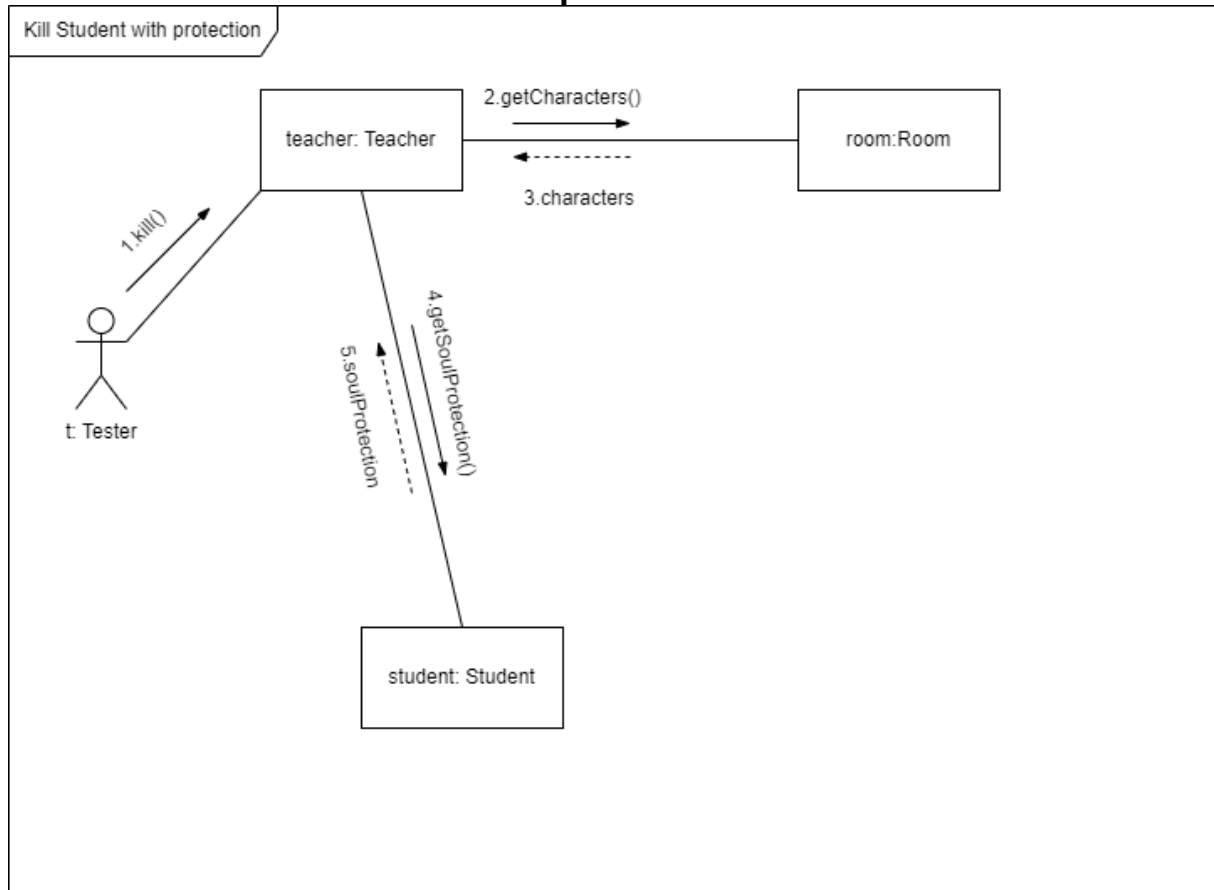 Kill Student with protection
2.getCharacters()
teacher: Teacher
room:Room
3.characters
1.kill()
4.getSoulProtection()
5.soulProtection
t: Tester
student: Student